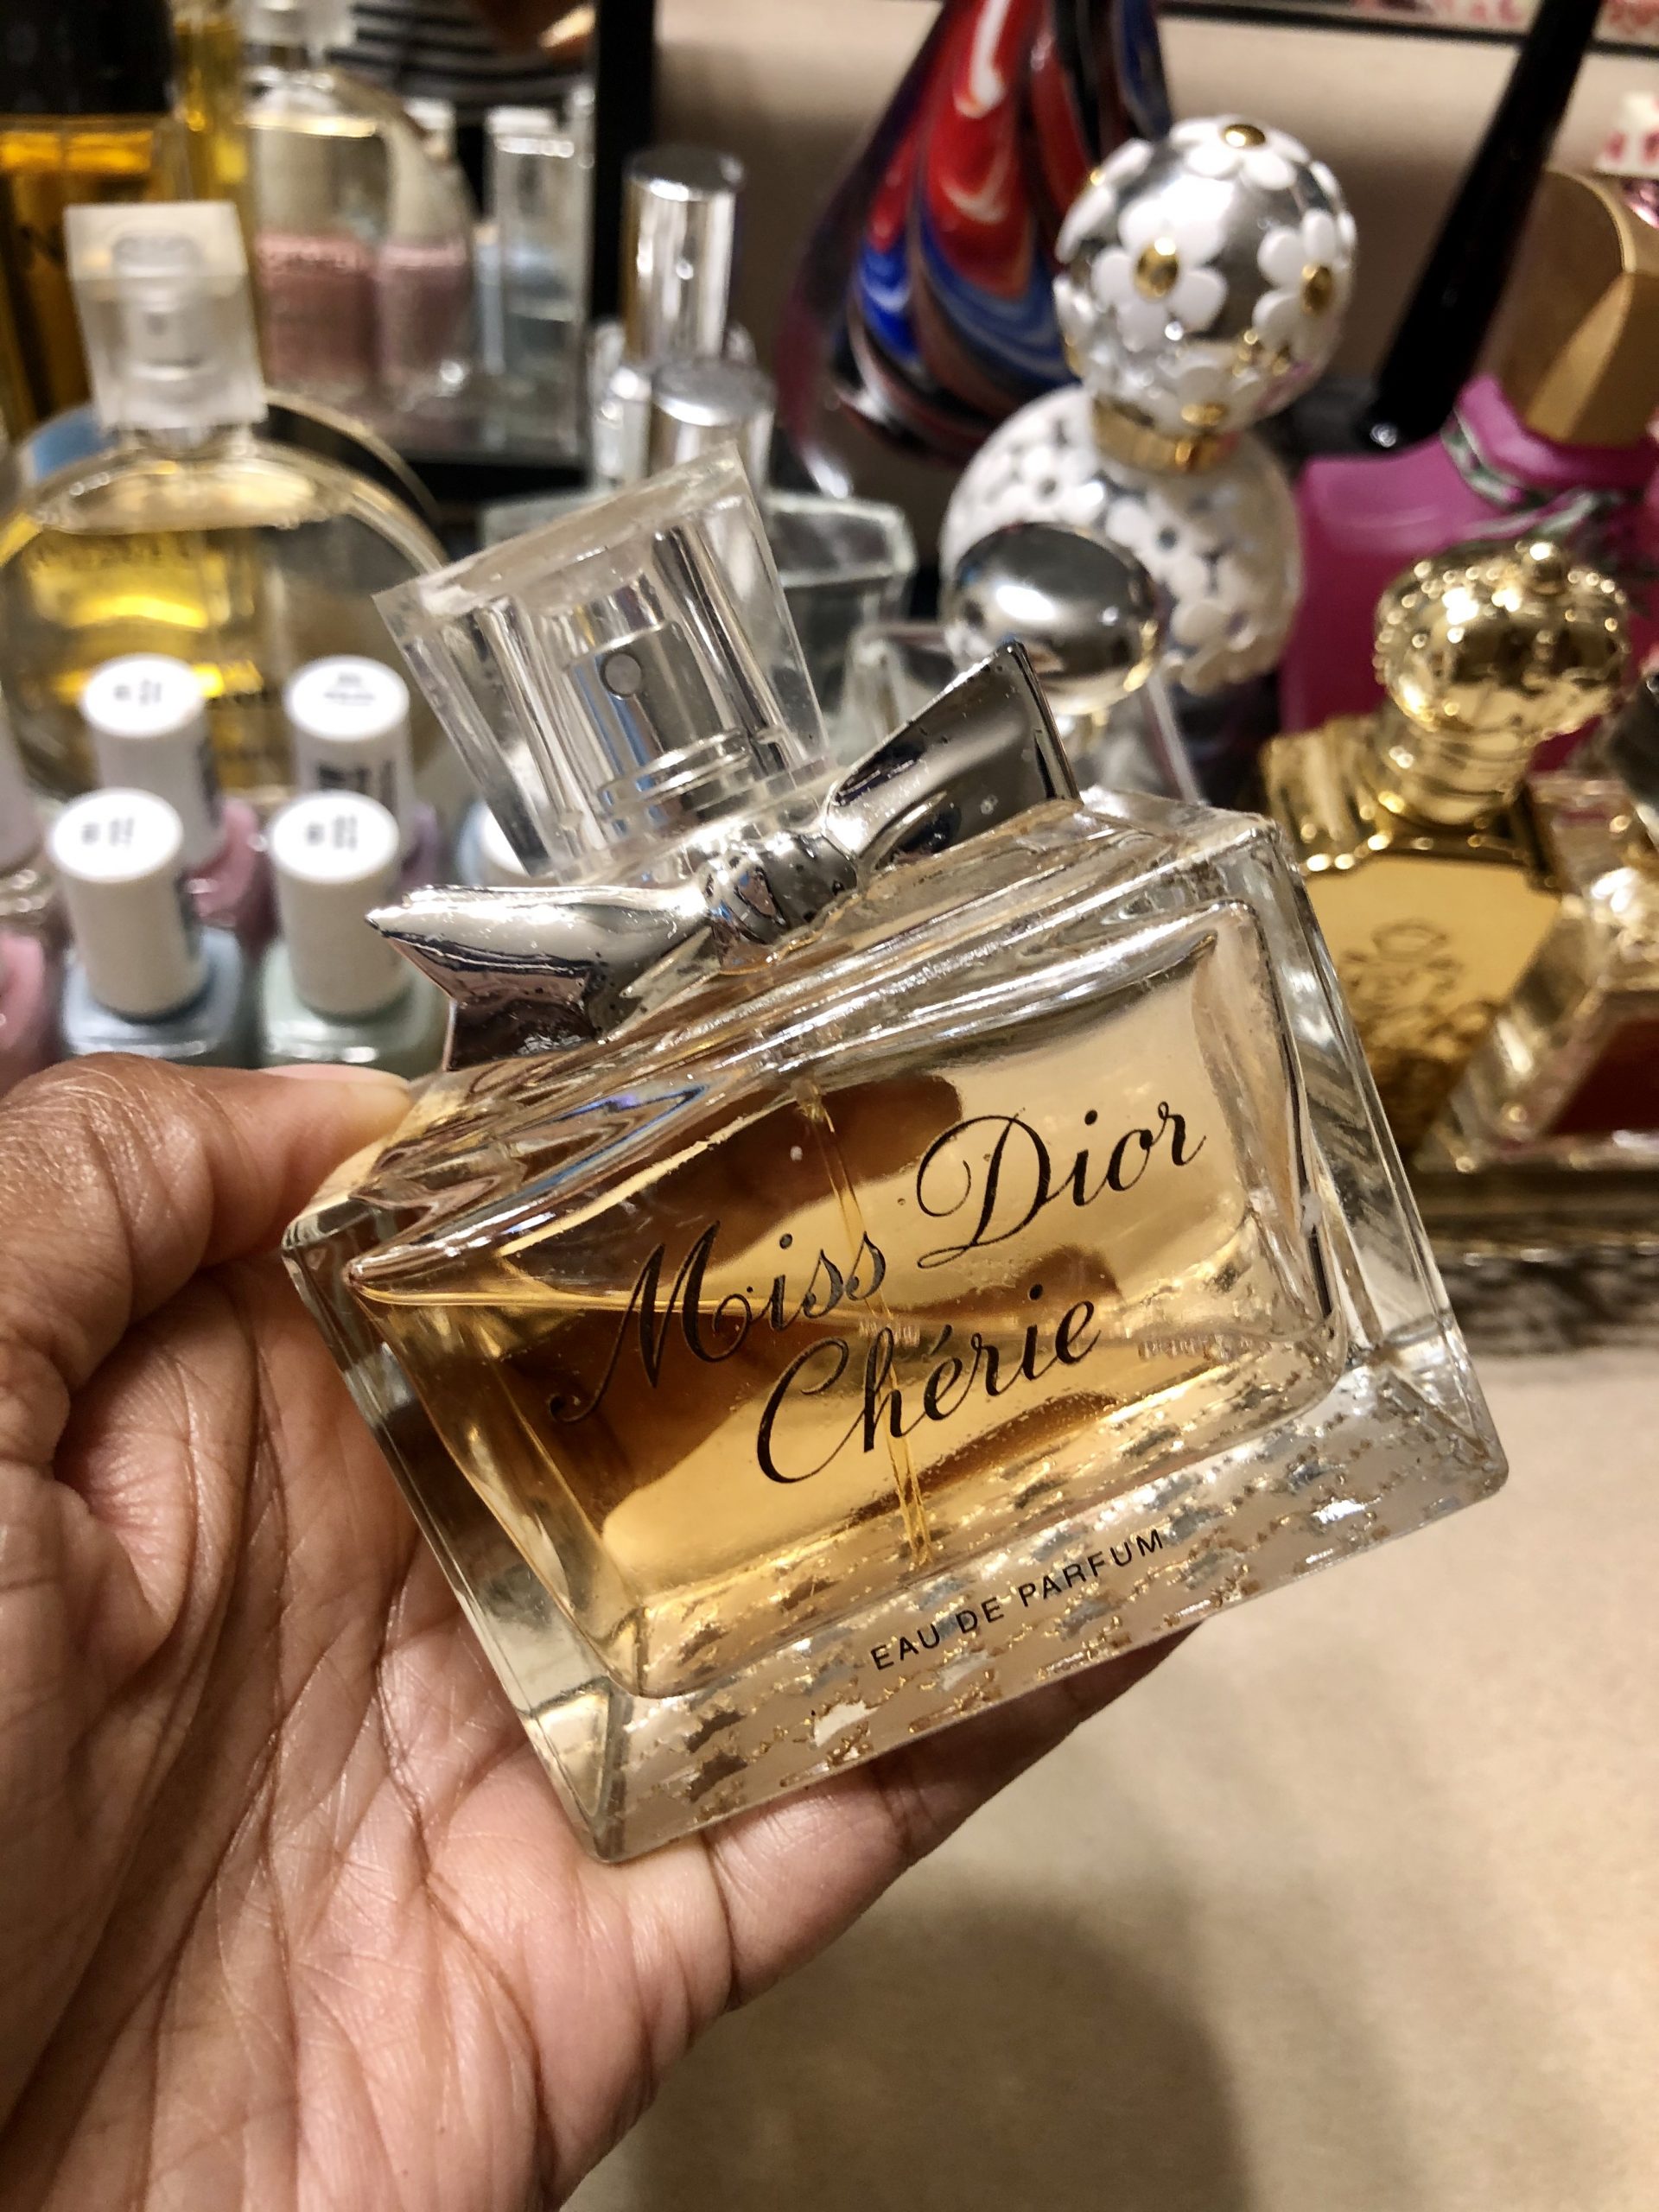 Miss Dior
Chérie
EAU DE PARFUM